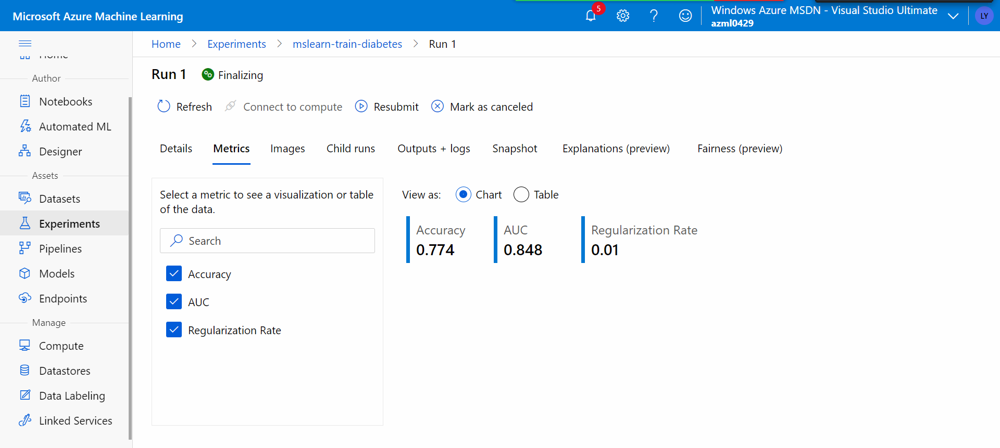 Microsoft Azure Machine Learning
5
Windows Azure MSDN - Visual Studio Ultimate
azml0429
LY
Home
Author
Notebooks
Automated ML
Designer
Assets
Datasets
Experiments
Pipelines
Models
Endpoints
Manage
Compute
Datastores
Data Labeling
Linked Services
Home > Experiments > mslearn-train-diabetes > Run 1
Run 1 Finalizing
Refresh Connect to compute Resubmit Mark as canceled
Details Metrics Images Child runs Outputs + logs Snapshot Explanations (preview) Fairness (preview)
Select a metric to see a visualization or table
of the data.
Search
Accuracy
AUC
Regularization Rate
View as: Chart Table
Accuracy
0.774
AUC
0.848
Regularization Rate
0.01